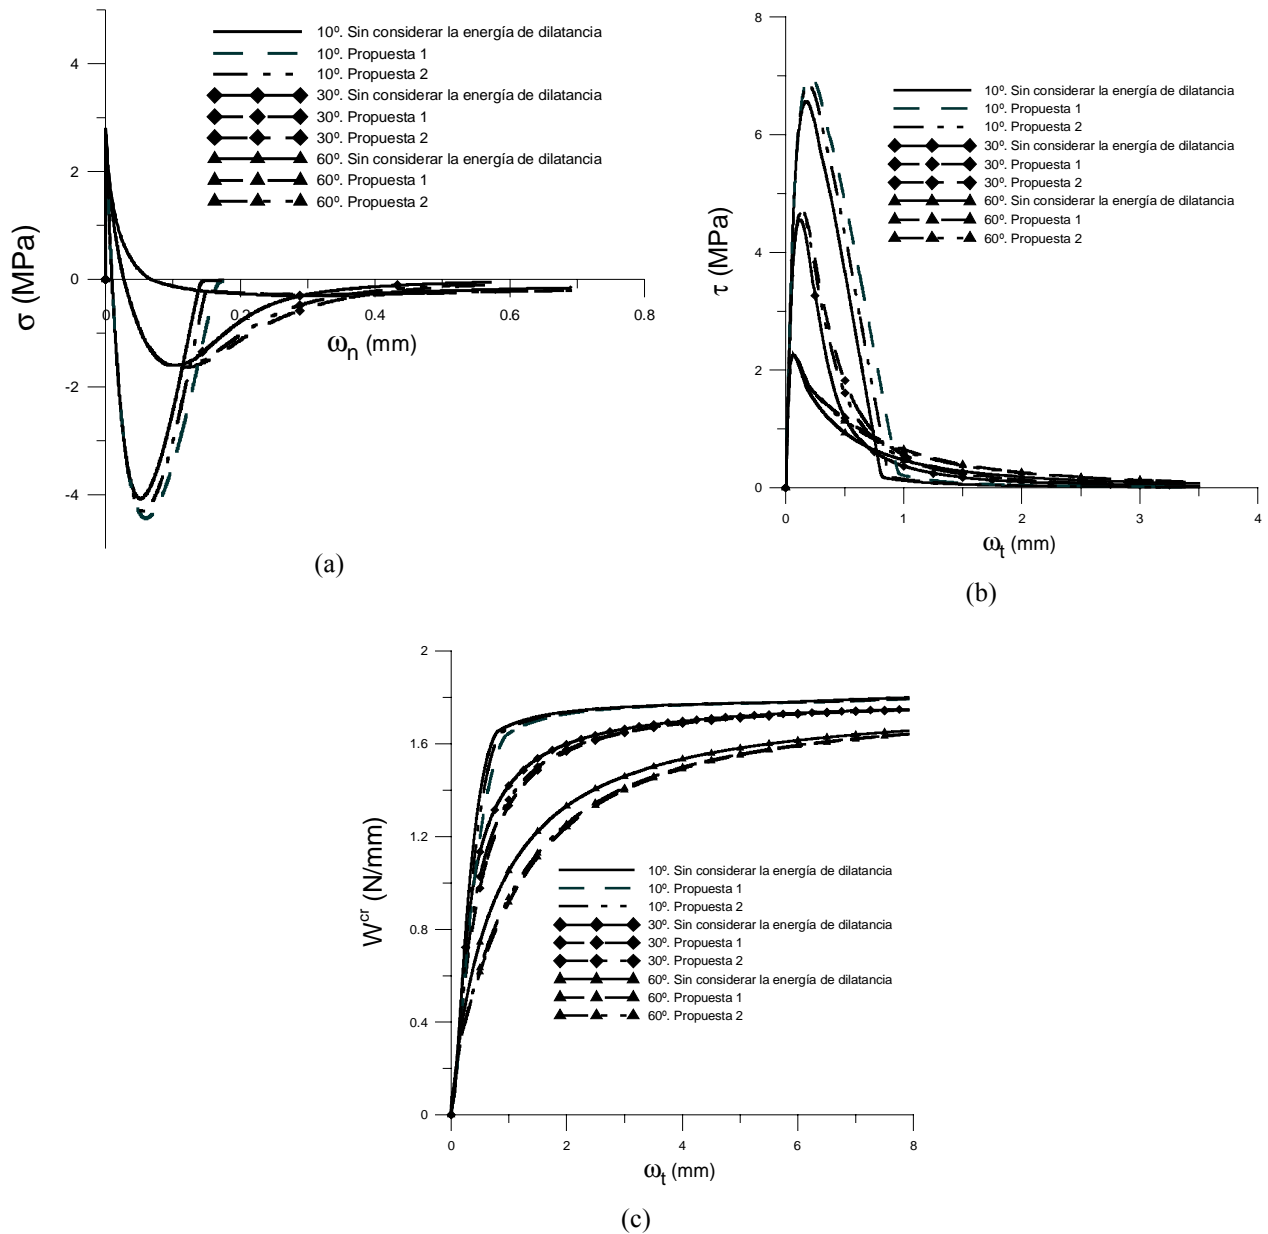 4
2
0
-2
-4
σ (MPa)
0
0.2
0.4
0.6
0.8
ωn (mm)
10º. Sin considerar la energía de dilatancia
10º. Propuesta 1
10º. Propuesta 2
30º. Sin considerar la energía de dilatancia
30º. Propuesta 1
30º. Propuesta 2
60º. Sin considerar la energía de dilatancia
60º. Propuesta 1
60º. Propuesta 2
(a)
8
6
4
2
0
τ (MPa)
0
1
2
3
4
ωt (mm)
10º. Sin considerar la energía de dilatancia
10º. Propuesta 1
10º. Propuesta 2
30º. Sin considerar la energía de dilatancia
30º. Propuesta 1
30º. Propuesta 2
60º. Sin considerar la energía de dilatancia
60º. Propuesta 1
60º. Propuesta 2
(b)
2
1.6
1.2
0.8
0.4
0
Wcr (N/mm)
0
2
4
6
8
ωt (mm)
10º. Sin considerar la energía de dilatancia
10º. Propuesta 1
10º. Propuesta 2
30º. Sin considerar la energía de dilatancia
30º. Propuesta 1
30º. Propuesta 2
60º. Sin considerar la energía de dilatancia
60º. Propuesta 1
60º. Propuesta 2
(c)